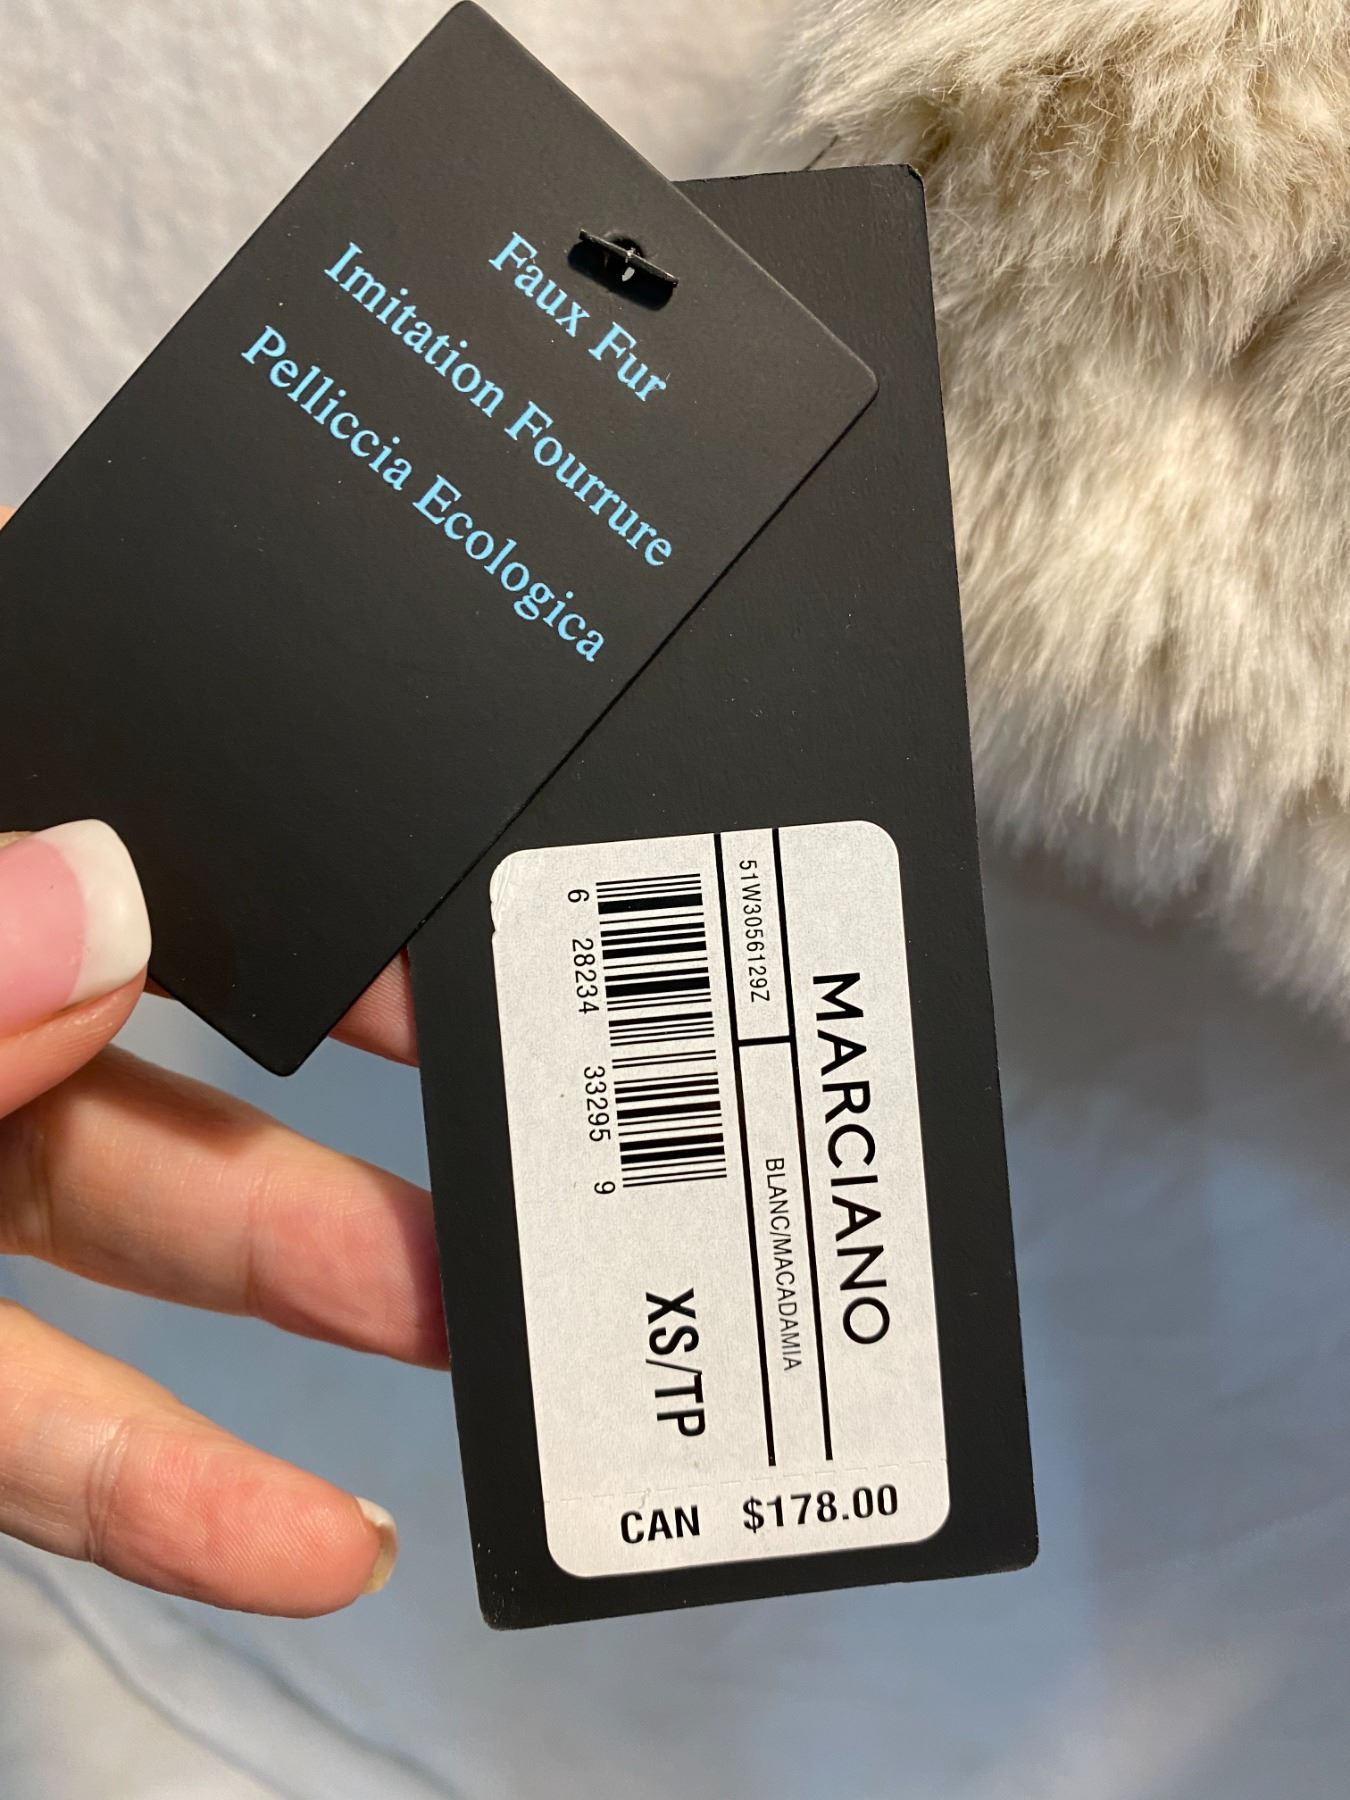 Faux Fur
Imitation Fourrure
Pelliccia Ecologica
MARCIANO
51W3056129Z
BLANC/MACADAMIA
6 28234 33295 9
XS/TP
CAN $178.00